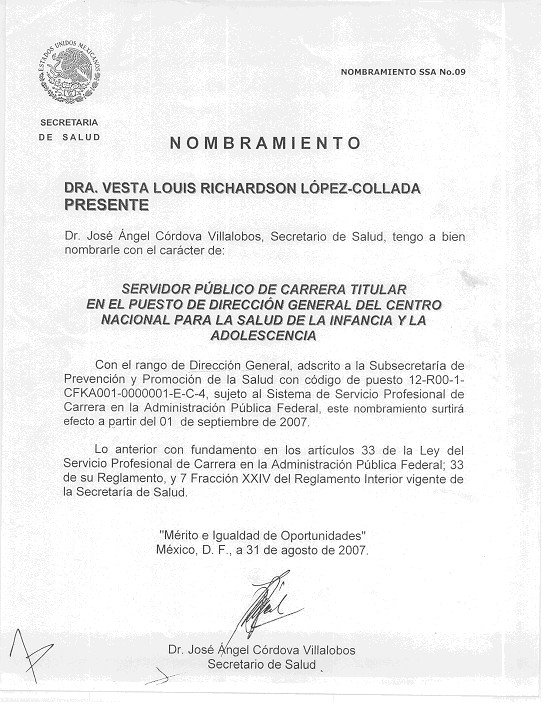 ESTADOS UNIDOS MEXICANOS
NOMBRAMIENTO SSA No.09
SECRETARIA
DE SALUD
NOMBRAMIENTO
DRA. VESTA LOUIS RICHARDSON LÓPEZ-COLLADA
PRESENTE
Dr. José Ángel Córdova Villalobos, Secretario de Salud, tengo a bien
nombrarle con el carácter de:
SERVIDOR PÚBLICO DE CARRERA TITULAR
EN EL PUESTO DE DIRECCIÓN GENERAL DEL CENTRO
NACIONAL PARA LA SALUD DE LA INFANCIA Y LA
ADOLESCENCIA
Con el rango de Dirección General, adscrito a la Subsecretaría de
Prevención y Promoción de la Salud con código de puesto 12-R00-1-
CFKA001-0000001-E-C-4, sujeto al Sistema de Servicio Profesional de
Carrera en la Administración Pública Federal, este nombramiento surtirá
efecto a partir del 01 de septiembre de 2007.
Lo anterior con fundamento en los artículos 33 de la Ley del
Servicio Profesional de Carrera en la Administración Pública Federal; 33
de su Reglamento, y 7 Fracción XXIV del Reglamento Interior vigente de
la Secretaría de Salud.
"Mérito e Igualdad de Oportunidades"
México, D. F., a 31 de agosto de 2007.
Dr. José Ángel Córdova Villalobos
Secretario de Salud